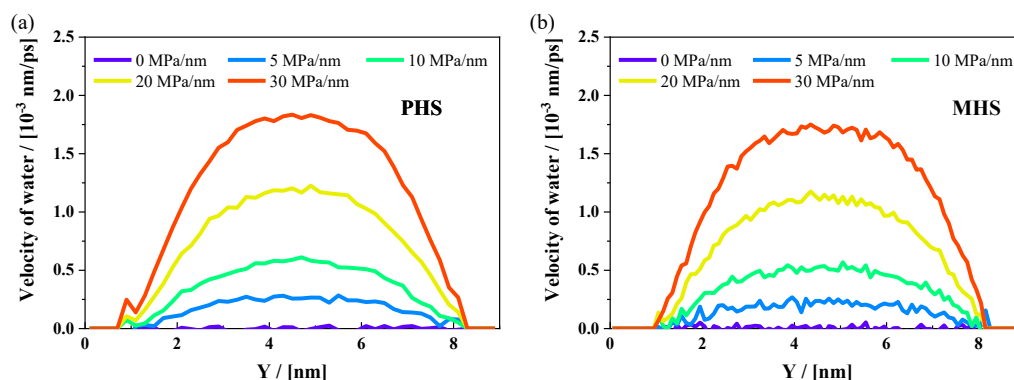 (a)
2.5
2.0
1.5
1.0
0.5
0.0
0 2 4 6 8
Velocity of water / [10⁻³ nm/ps]
Y / [nm]
0 MPa/nm 5 MPa/nm 10 MPa/nm
20 MPa/nm 30 MPa/nm
PHS
(b)
2.5
2.0
1.5
1.0
0.5
0.0
0 2 4 6 8
Velocity of water / [10⁻³ nm/ps]
Y / [nm]
0 MPa/nm 5 MPa/nm 10 MPa/nm
20 MPa/nm 30 MPa/nm
MHS